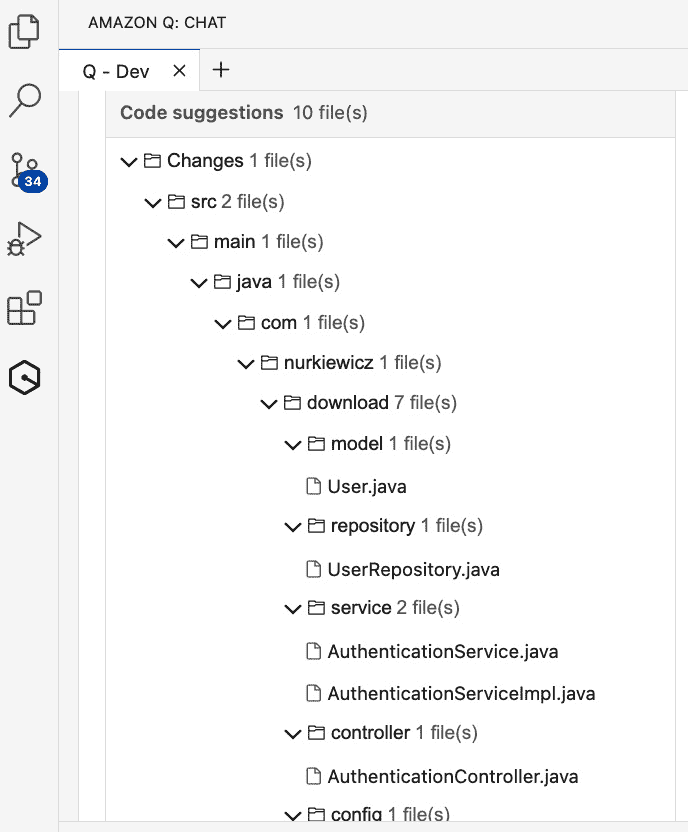 AMAZON Q: CHAT
Q - Dev
Code suggestions 10 file(s)
Changes 1 file(s)
src 2 file(s)
34
main 1 file(s)
java 1 file(s)
com 1 file(s)
nurkiewicz 1 file(s)
download 7 file(s)
model 1 file(s)
User.java
repository 1 file(s)
UserRepository.java
service 2 file(s)
AuthenticationService.java
AuthenticationServiceImpl.java
controller 1 file(s)
AuthenticationController.java
config 1 file(s)